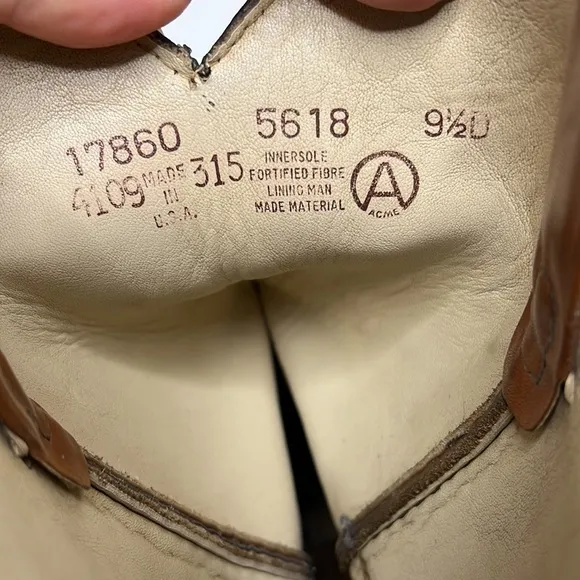 17860 5618 9½D
4109 MADE IN U.S.A. 315
INNERSOLE
FORTIFIED FIBRE
LINING MAN
MADE MATERIAL
A
ACME